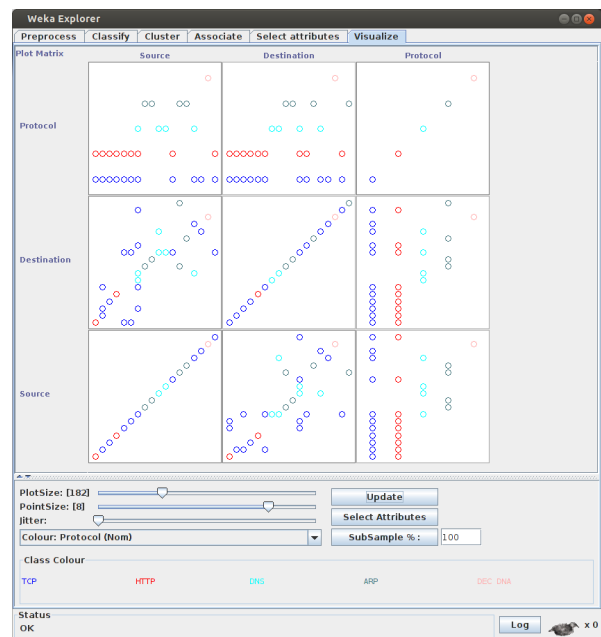 Weka Explorer
Preprocess Classify Cluster Associate Select attributes Visualize
Plot Matrix Source Destination Protocol
Protocol
Destination
Source
PlotSize: [182]
PointSize: [8]
Jitter:
Update
Select Attributes
Colour: Protocol (Nom) SubSample % : 100
Class Colour
TCP HTTP DNS ARP DEC DNA
Status
OK
Log x 0